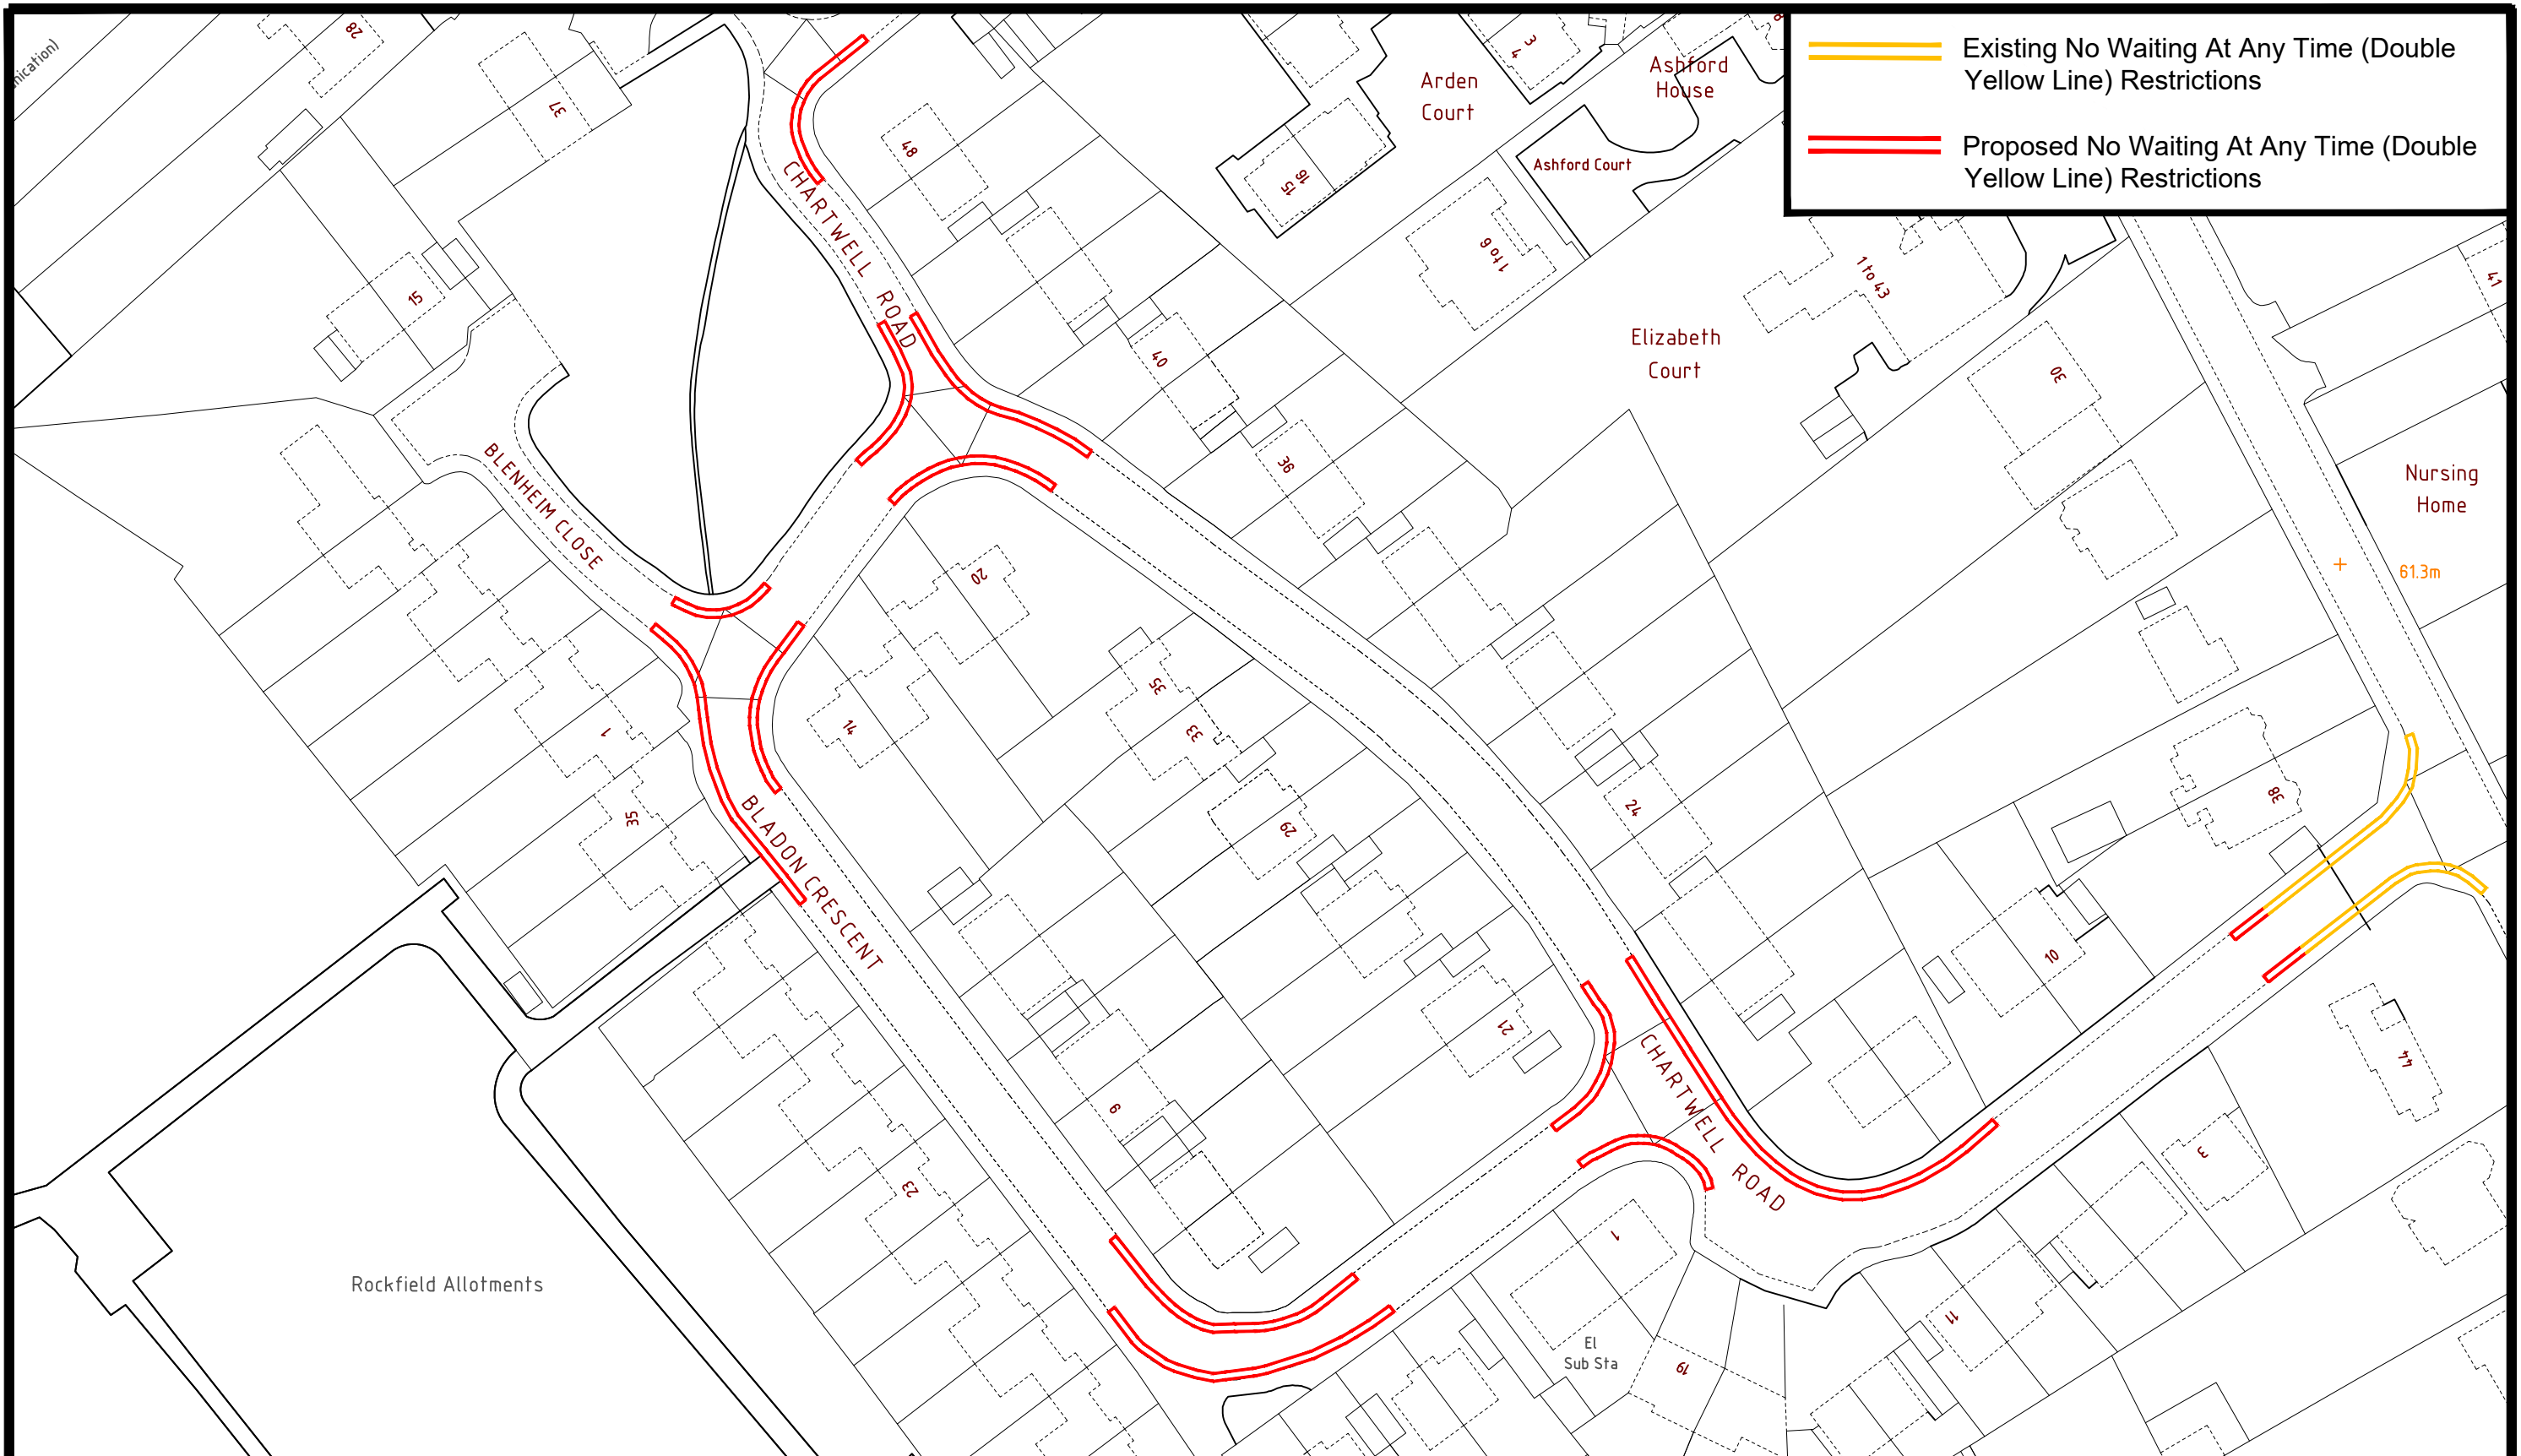 Existing No Waiting At Any Time (Double
Yellow Line) Restrictions
Proposed No Waiting At Any Time (Double
Yellow Line) Restrictions
28
37
48
Arden
Court
3
4
Ashford
House
Ashford Court
15
16
1 to 6
1 to 43
Elizabeth
Court
41
15
CHARTWELL ROAD
40
36
30
Nursing
Home
61.3m
BLENHEIM CLOSE
20
14
35
33
29
24
38
1
35
BLADON CRESCENT
10
44
21
CHARTWELL ROAD
9
3
23
1
11
Rockfield Allotments
El
Sub Sta
19